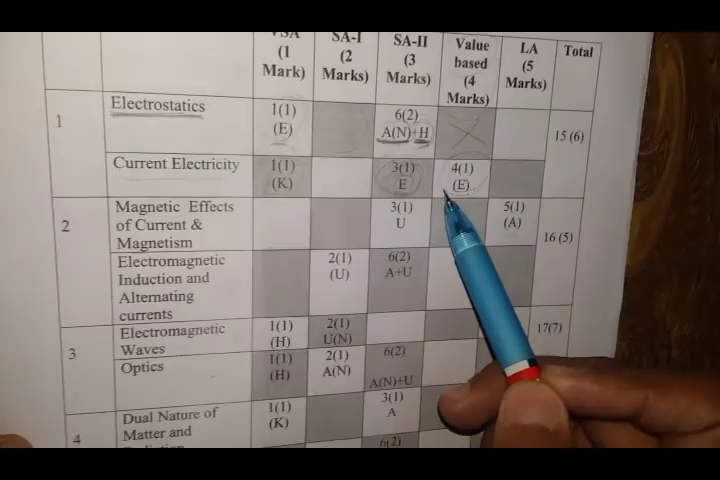 VSA
(1
Mark)
SA-I
(2
Marks)
SA-II
(3
Marks)
Value
based
(4
Marks)
LA
(5
Marks)
Total
1
Electrostatics
1(1)
(E)
6(2)
A(N)+H
15 (6)
Current Electricity
1(1)
(K)
3(1)
E
4(1)
(E)
2
Magnetic Effects
of Current &
Magnetism
3(1)
U
5(1)
(A)
16 (5)
Electromagnetic
Induction and
Alternating
currents
2(1)
(U)
6(2)
A+U
3
Electromagnetic
Waves
1(1)
(H)
2(1)
U(N)
17(7)
Optics
1(1)
(H)
2(1)
A(N)
6(2)
A(N)+U
4
Dual Nature of
Matter and
1(1)
(K)
3(1)
A
6(2)